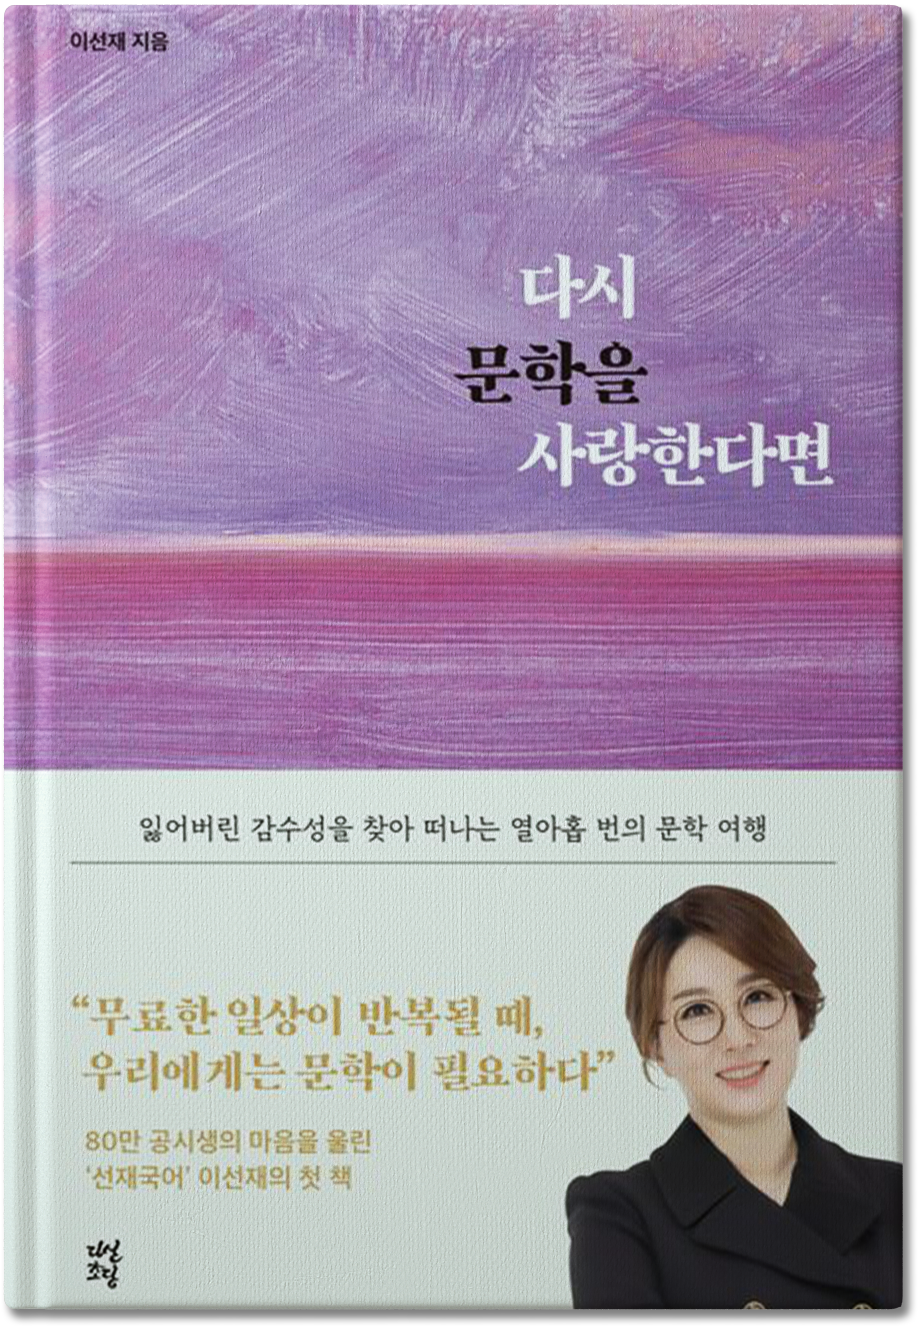 이선재 지음
다시
문학을
사랑한다면
잃어버린 감수성을 찾아 떠나는 열아홉 번의 문학 여행
“무료한 일상이 반복될 때,
우리에게는 문학이 필요하다”
80만 공시생의 마음을 울린
‘선재국어’ 이선재의 첫 책
다산
초당